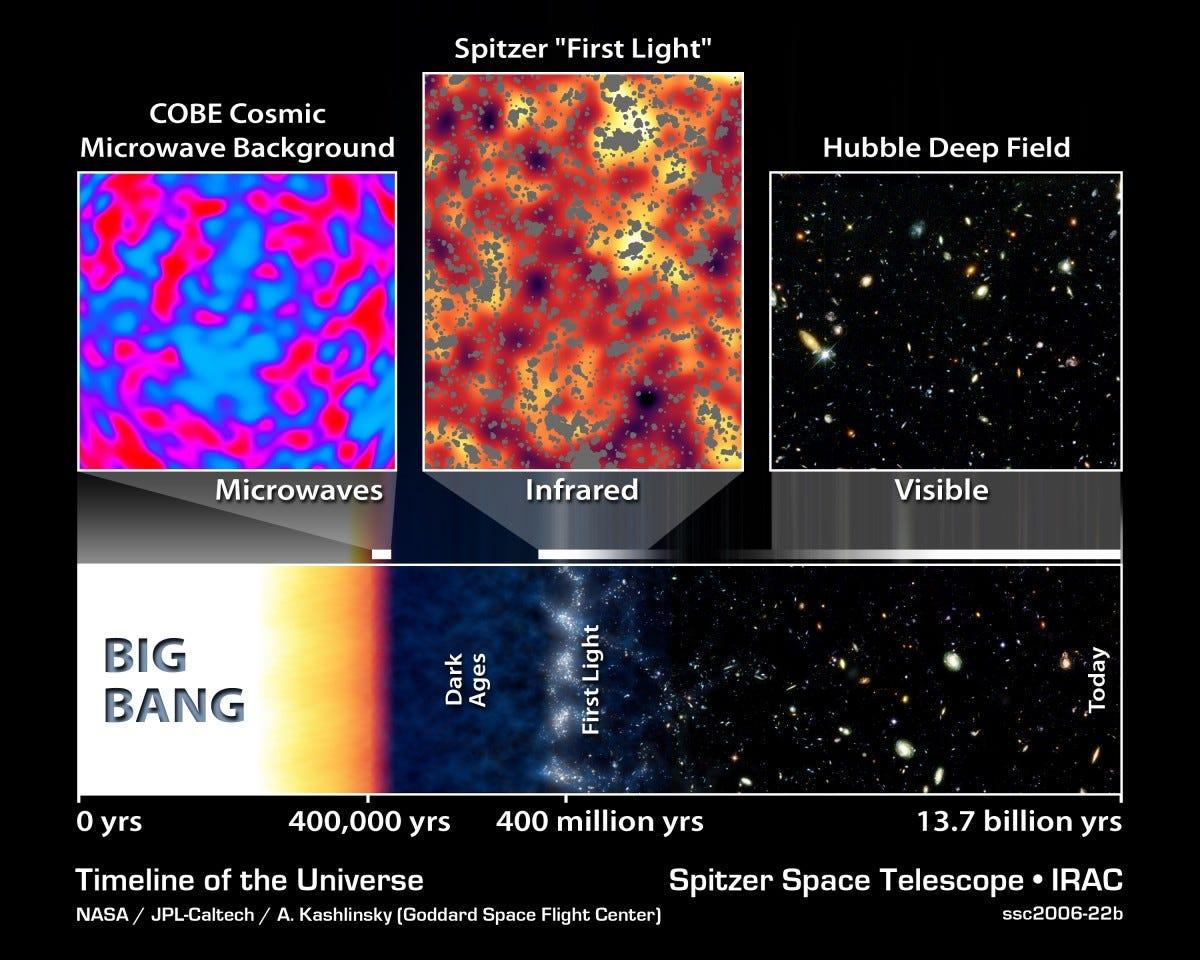 Spitzer "First Light"
COBE Cosmic
Microwave Background
Hubble Deep Field
Microwaves
Infrared
Visible
BIG
BANG
Dark
Ages
First Light
Today
0 yrs
400,000 yrs
400 million yrs
13.7 billion yrs
Timeline of the Universe
Spitzer Space Telescope • IRAC
NASA / JPL-Caltech / A. Kashlinsky (Goddard Space Flight Center)
ssc2006-22b